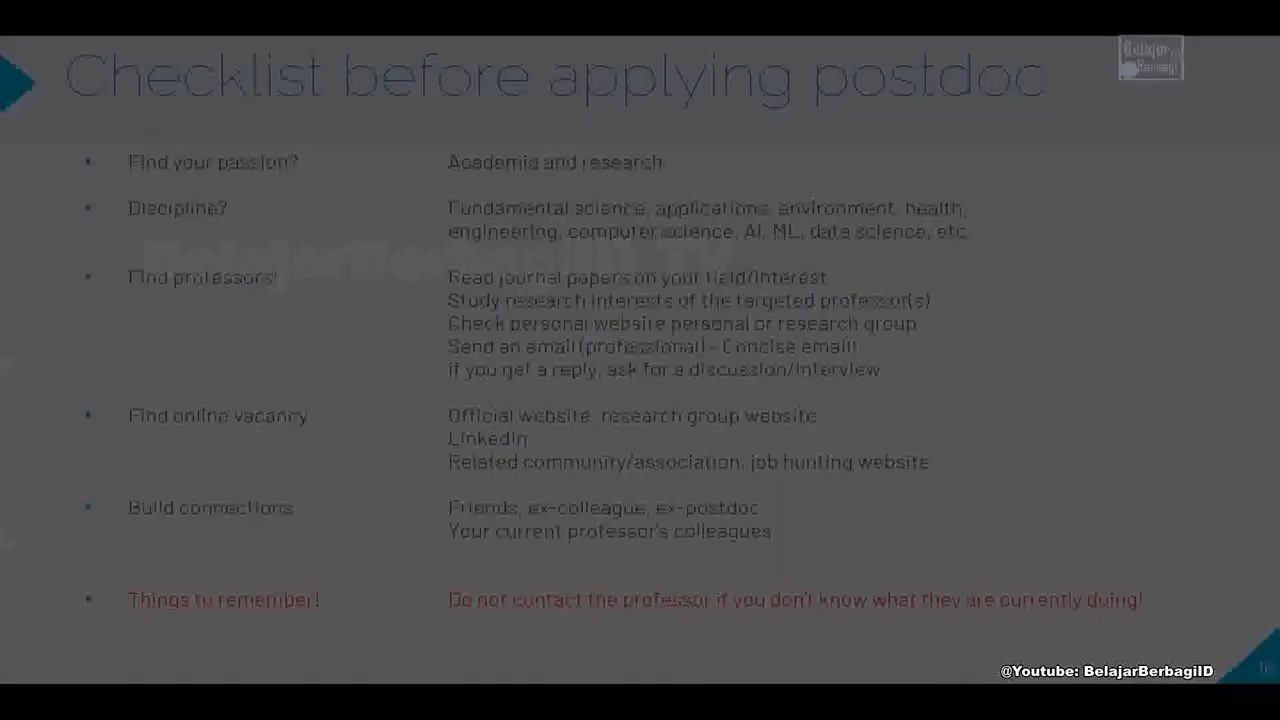 Checklist before applying postdoc
Belajar
Berbagi
• Find your passion? Academia and research
• Discipline? Fundamental science, applications, environment, health,
engineering, computer science, AI, ML, data science, etc.
BelajarBerbagiID TV
• Find professors! Read journal papers on your field/interest
Study research interests of the targeted professor(s)
Check personal website personal or research group
Send an email (professional) - Concise email!
if you get a reply, ask for a discussion/interview
• Find online vacancy Official website, research group website
LinkedIn
Related community/association, job hunting website
• Build connections Friends, ex-colleague, ex-postdoc
Your current professor's colleagues
• Things to remember! Do not contact the professor if you don't know what they are currently doing!
@Youtube: BelajarBerbagiID